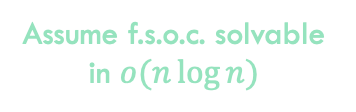 Assume f.s.o.c. solvable
in o(n log n)